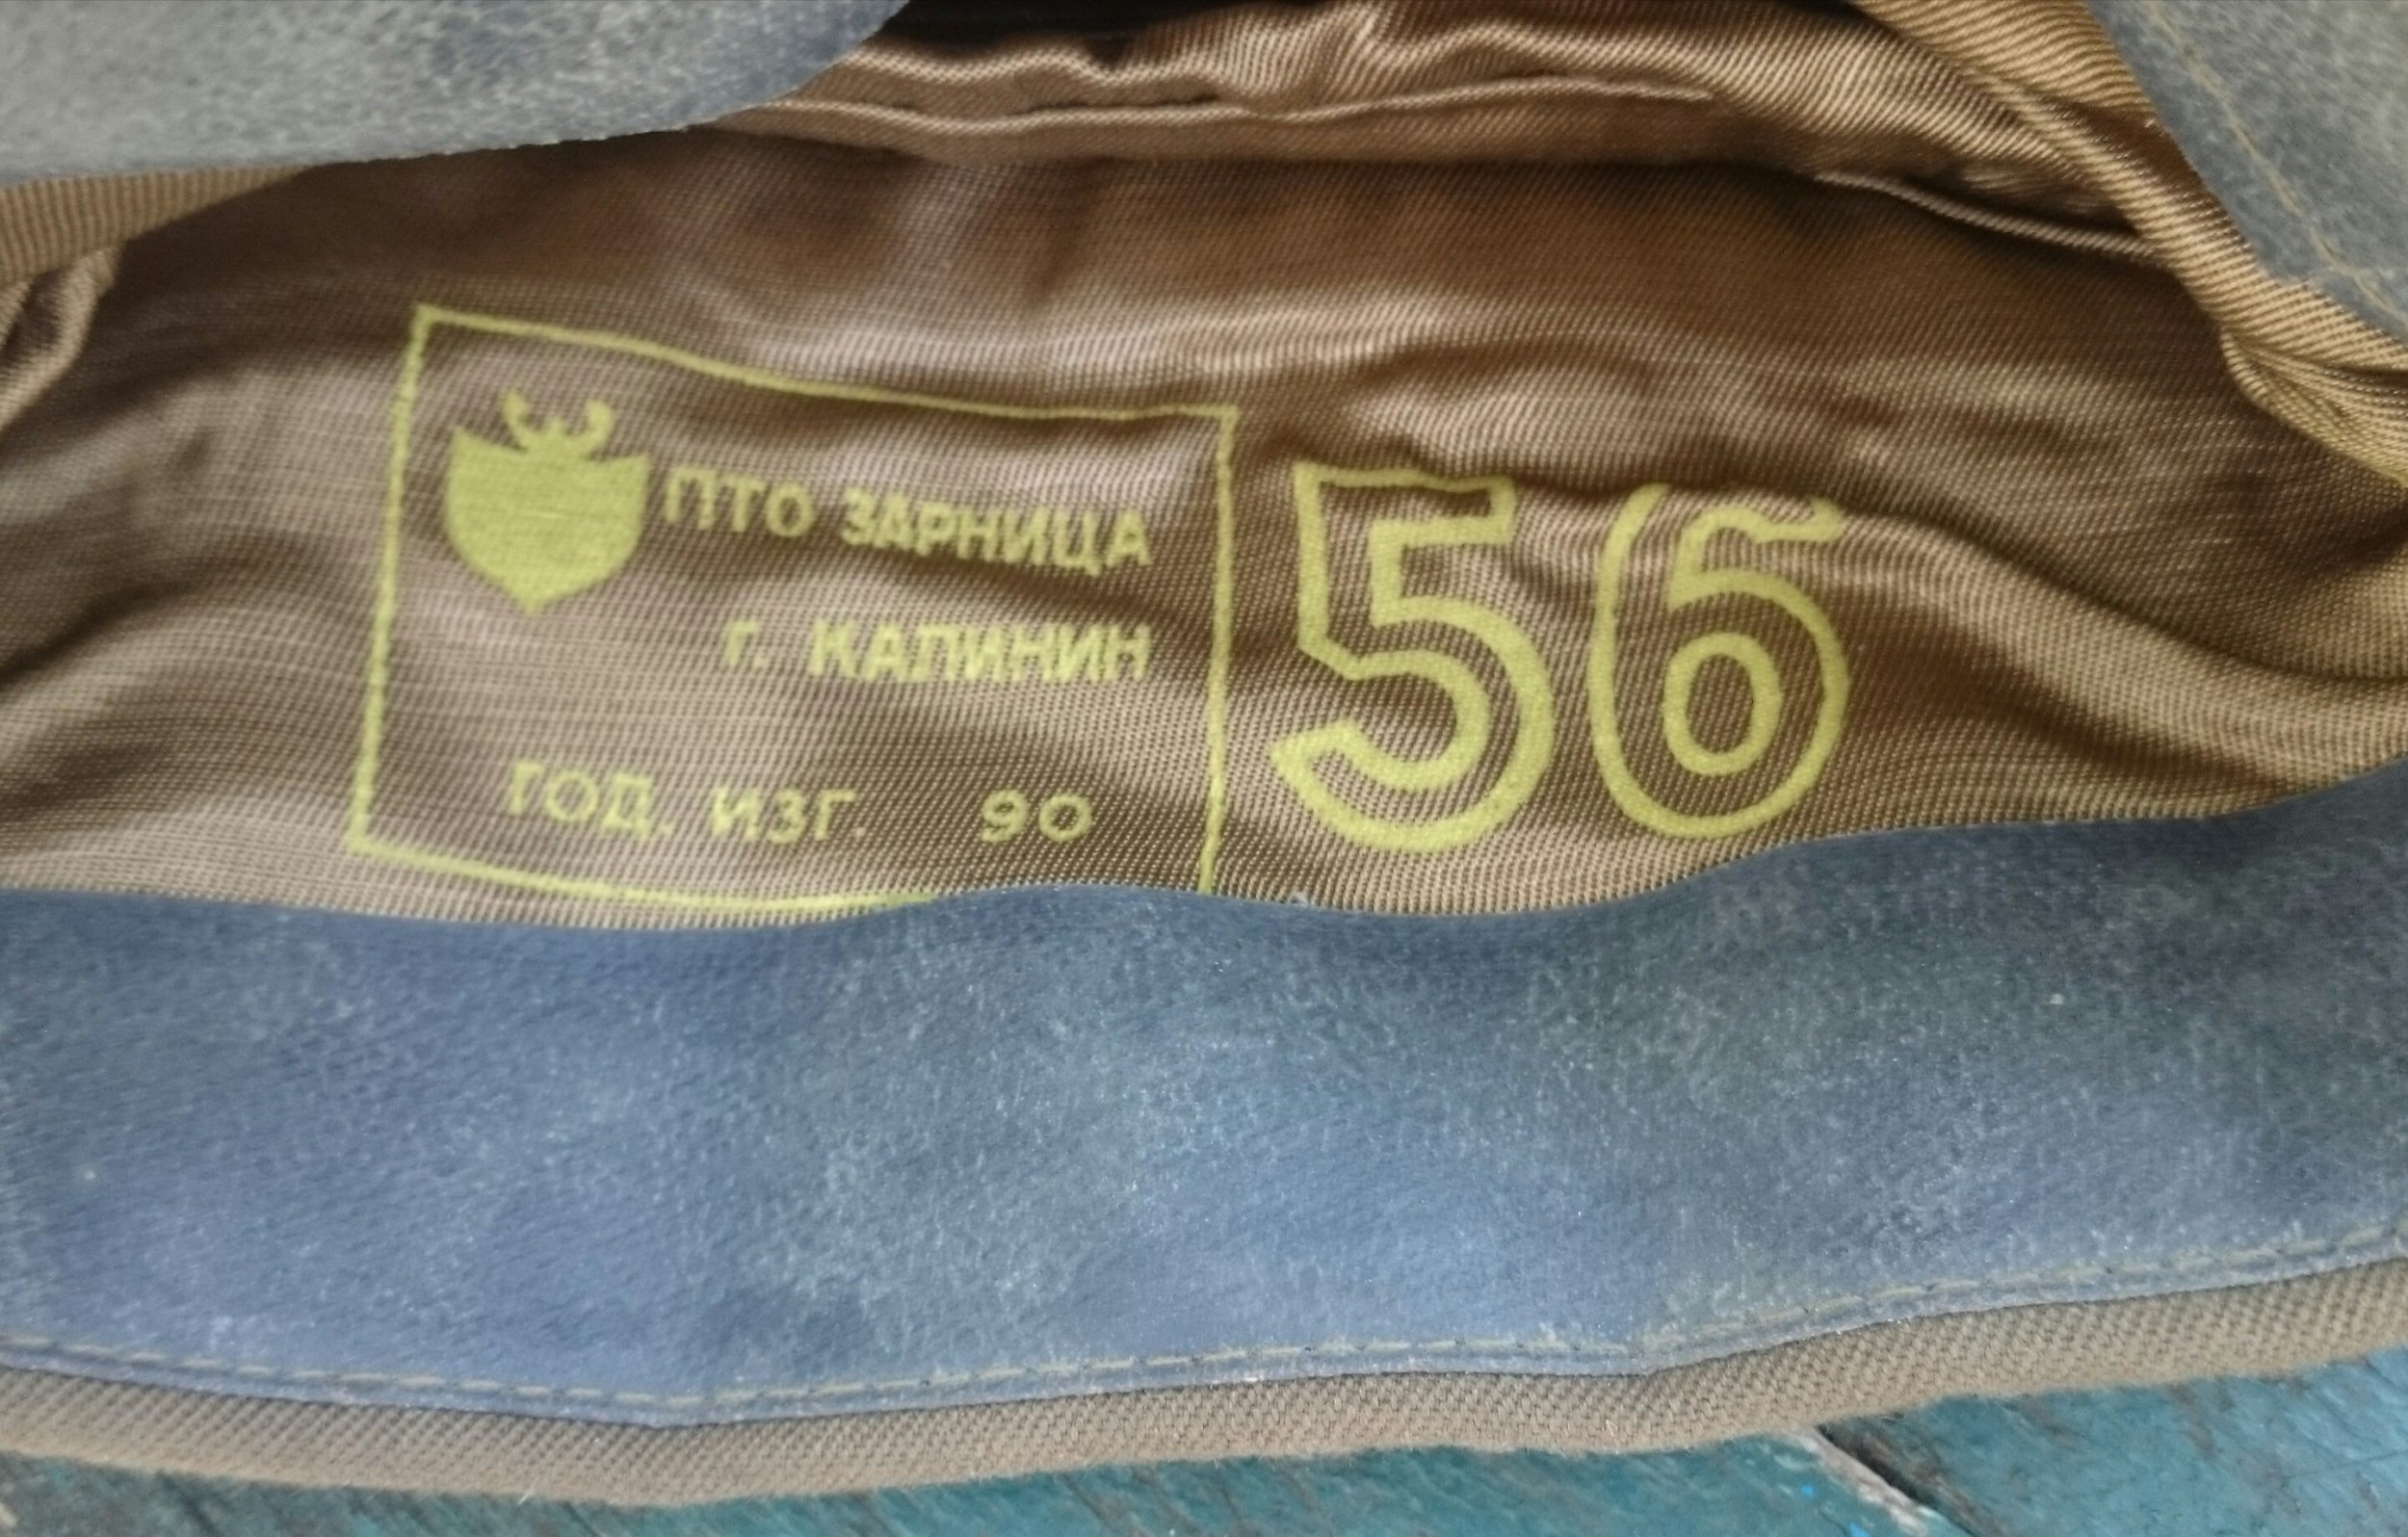 ПТО ЗАРНИЦА
г. КАЛИНИН
ГОД. ИЗГ. 90
56